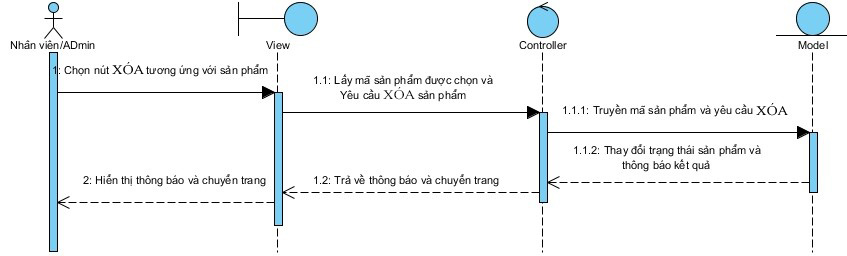 Nhân viên/ADmin
View
Controller
Model
1: Chọn nút XÓA tương ứng với sản phẩm
1.1: Lấy mã sản phẩm được chọn và
Yêu cầu XÓA sản phẩm
1.1.1: Truyền mã sản phẩm và yêu cầu XÓA
1.1.2: Thay đổi trạng thái sản phẩm và
thông báo kết quả
1.2: Trả về thông báo và chuyển trang
2: Hiển thị thông báo và chuyển trang